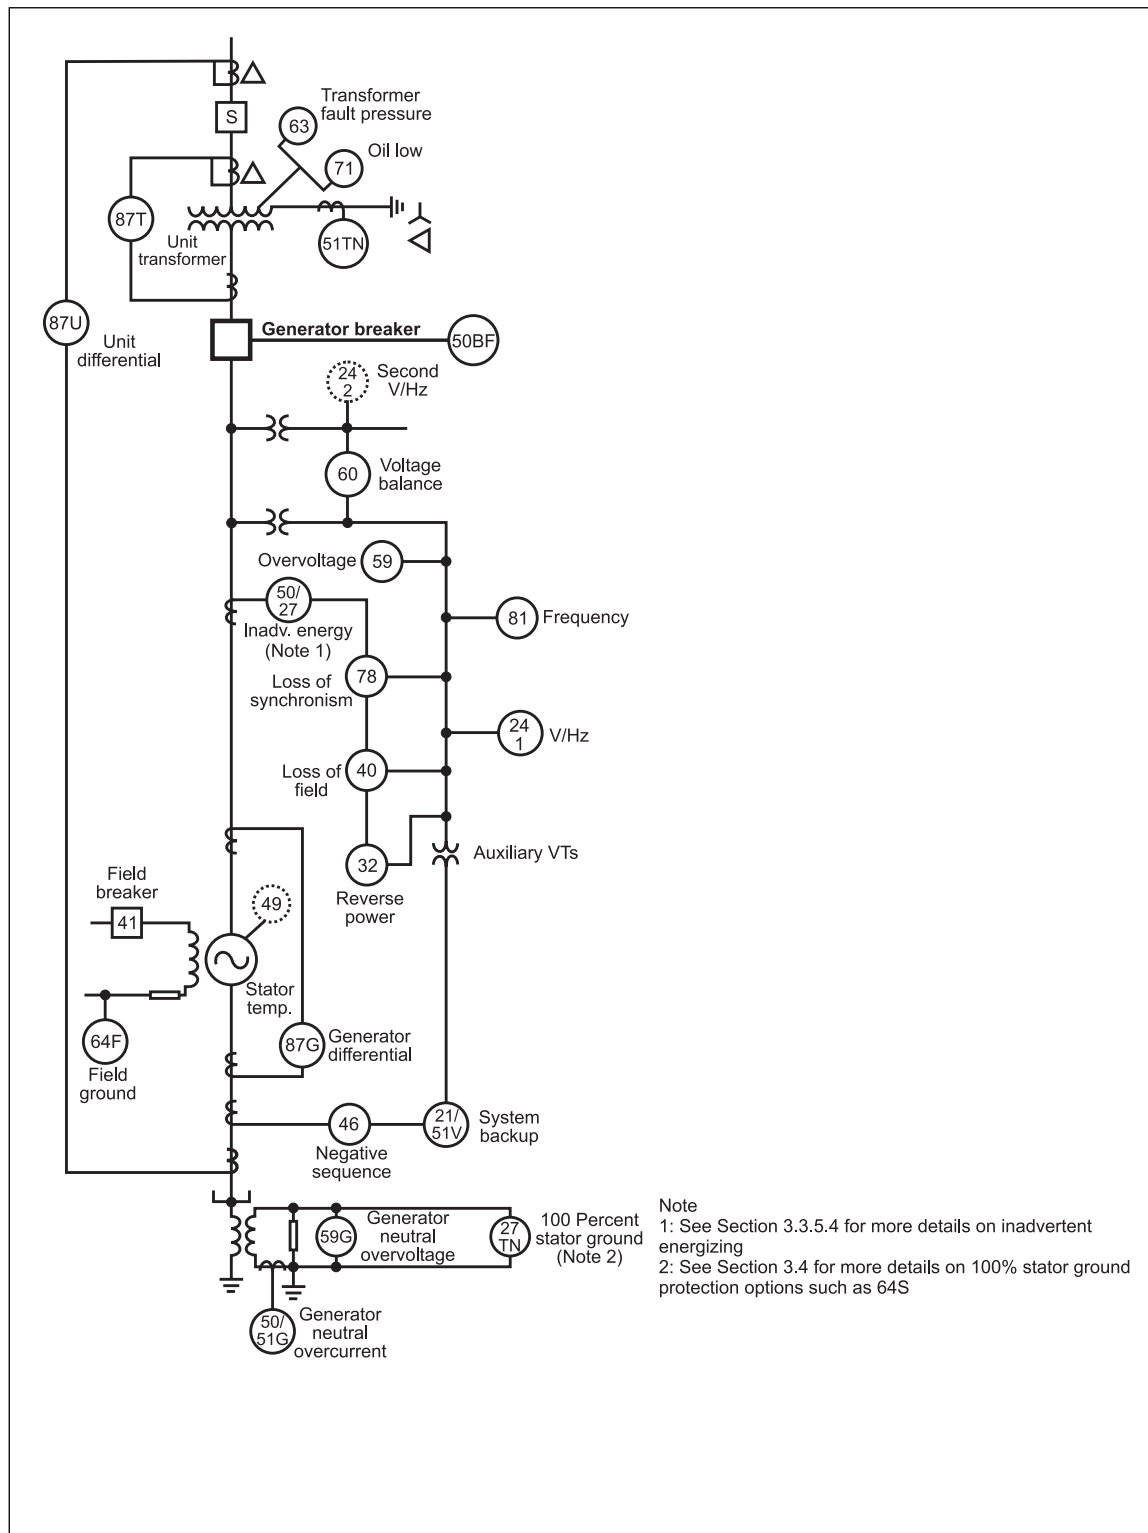 S
Transformer
fault pressure
63
Oil low
71
87T
Unit
transformer
51TN
87U
Unit
differential
Generator breaker
50BF
24
2
Second
V/Hz
60
Voltage
balance
Overvoltage
59
50/
27
Inadv. energy
(Note 1)
81
Frequency
Loss of
synchronism
78
24
1
V/Hz
Loss of
field
40
32
Reverse
power
Auxiliary VTs
Field
breaker
41
49
Stator
temp.
64F
Field
ground
87G
Generator
differential
46
Negative
sequence
21/
51V
System
backup
59G
Generator
neutral
overvoltage
27
TN
100 Percent
stator ground
(Note 2)
50/
51G
Generator
neutral
overcurrent
Note
1: See Section 3.3.5.4 for more details on inadvertent
energizing
2: See Section 3.4 for more details on 100% stator ground
protection options such as 64S